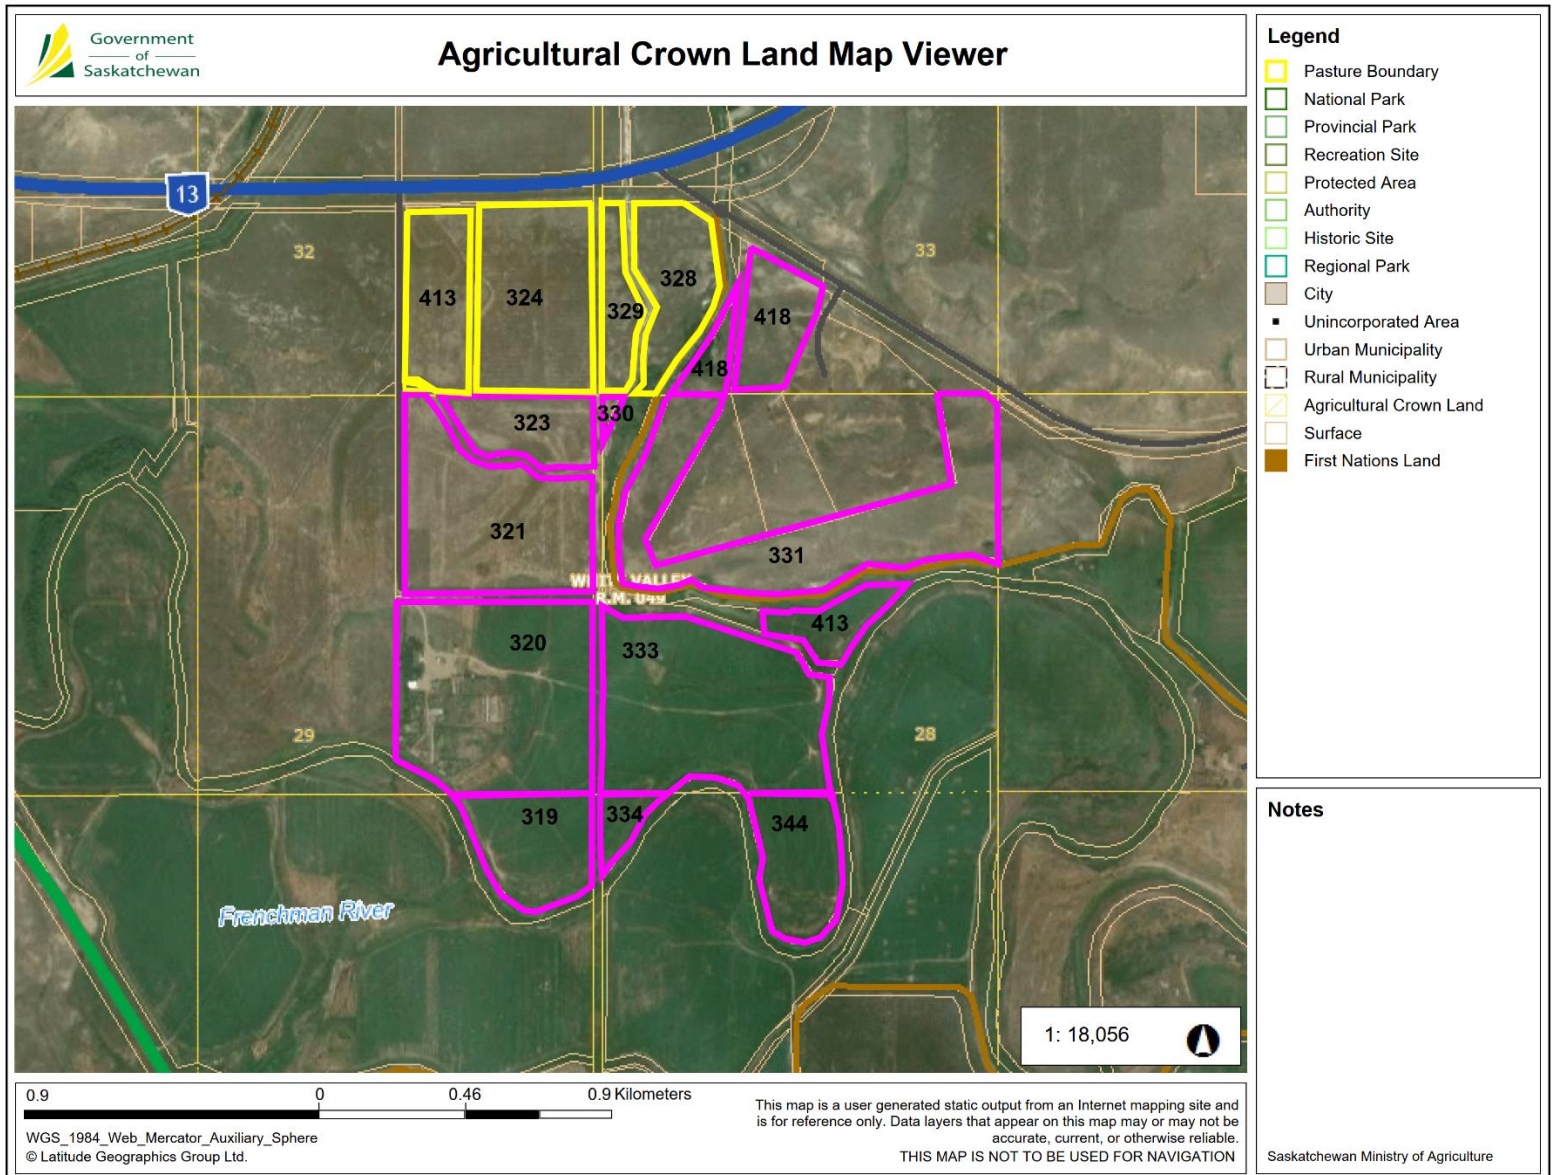 Government
of
Saskatchewan
Agricultural Crown Land Map Viewer
13
32
33
413
324
329
328
418
418
323
330
321
331
WHITE VALLEY
R.M. 049
413
320
333
29
28
319
334
344
Frenchman River
1: 18,056
Legend
Pasture Boundary
National Park
Provincial Park
Recreation Site
Protected Area
Authority
Historic Site
Regional Park
City
Unincorporated Area
Urban Municipality
Rural Municipality
Agricultural Crown Land
Surface
First Nations Land
Notes
Saskatchewan Ministry of Agriculture
0.9 0 0.46 0.9 Kilometers
WGS_1984_Web_Mercator_Auxiliary_Sphere
© Latitude Geographics Group Ltd.
This map is a user generated static output from an Internet mapping site and
is for reference only. Data layers that appear on this map may or may not be
accurate, current, or otherwise reliable.
THIS MAP IS NOT TO BE USED FOR NAVIGATION